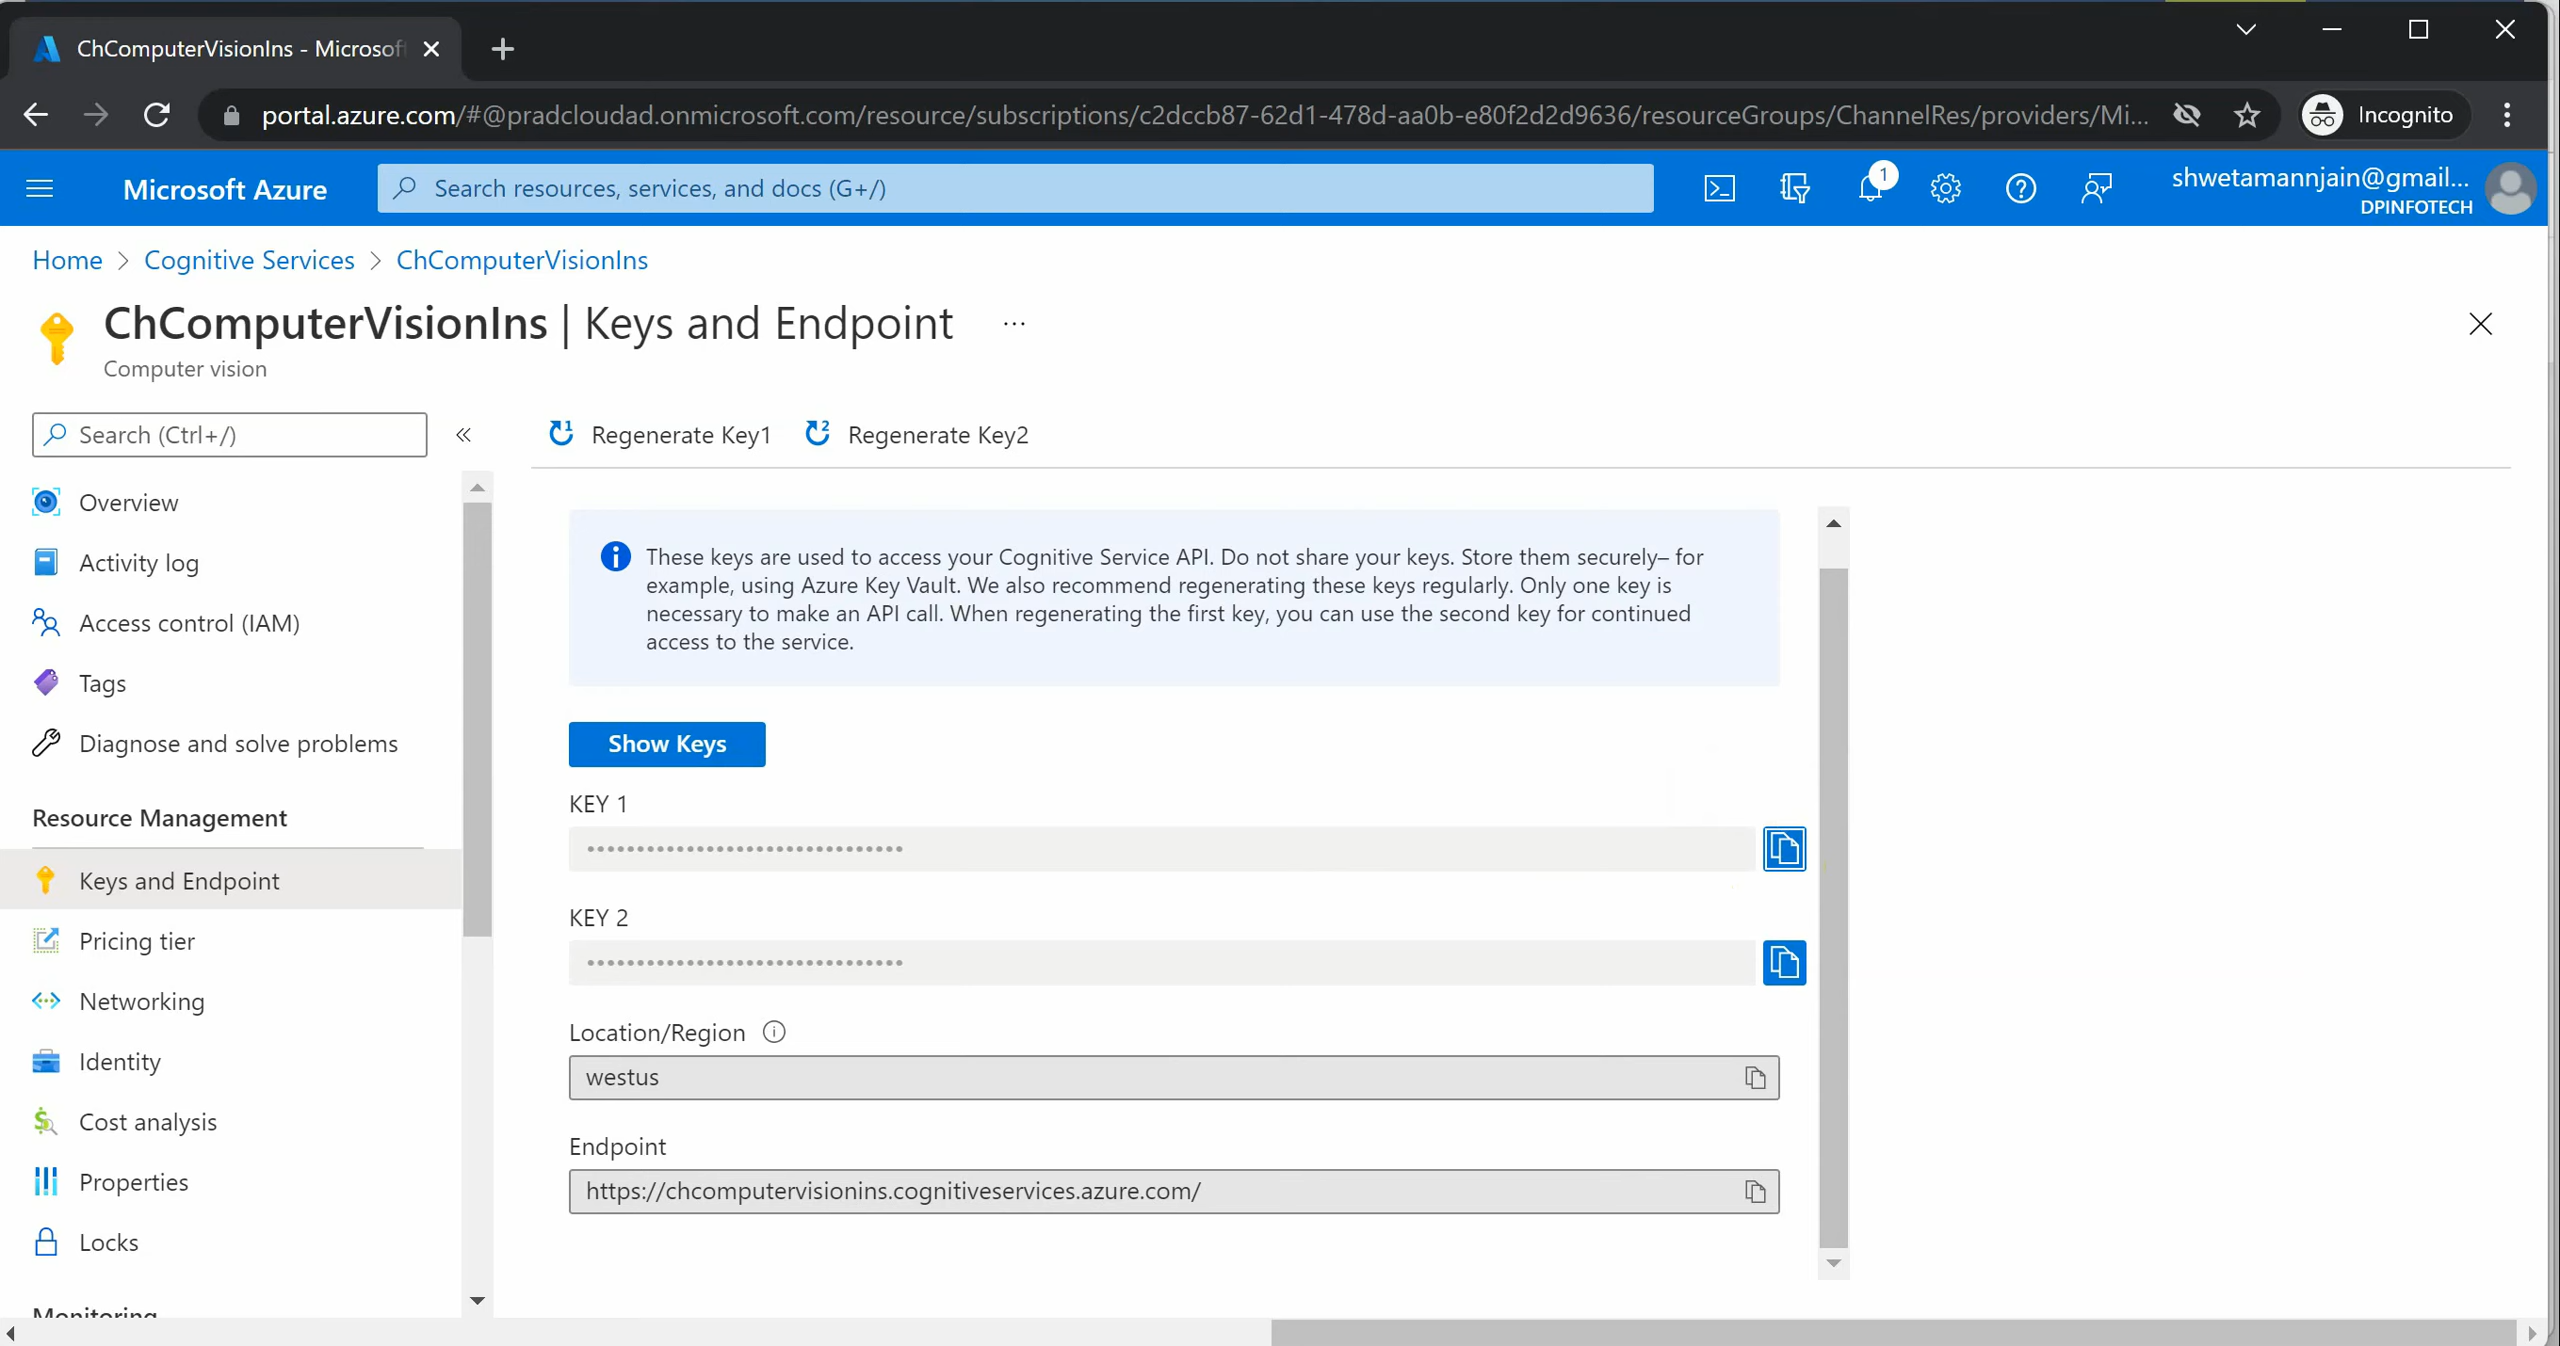 ChComputerVisionIns - Microsof
portal.azure.com/#@pradcloudad.onmicrosoft.com/resource/subscriptions/c2dccb87-62d1-478d-aa0b-e80f2d2d9636/resourceGroups/ChannelRes/providers/Mi...
Incognito
Microsoft Azure
Search resources, services, and docs (G+/)
1
shwetamannjain@gmail...
DPINFOTECH
Home > Cognitive Services > ChComputerVisionIns
ChComputerVisionIns | Keys and Endpoint ...
Computer vision
Search (Ctrl+/)
«
Overview
Activity log
Access control (IAM)
Tags
Diagnose and solve problems
Resource Management
Keys and Endpoint
Pricing tier
Networking
Identity
Cost analysis
Properties
Locks
Monitoring
Regenerate Key1
Regenerate Key2
These keys are used to access your Cognitive Service API. Do not share your keys. Store them securely– for
example, using Azure Key Vault. We also recommend regenerating these keys regularly. Only one key is
necessary to make an API call. When regenerating the first key, you can use the second key for continued
access to the service.
Show Keys
KEY 1
•••••••••••••••••••••••••••••••
KEY 2
•••••••••••••••••••••••••••••••
Location/Region
westus
Endpoint
https://chcomputervisionins.cognitiveservices.azure.com/